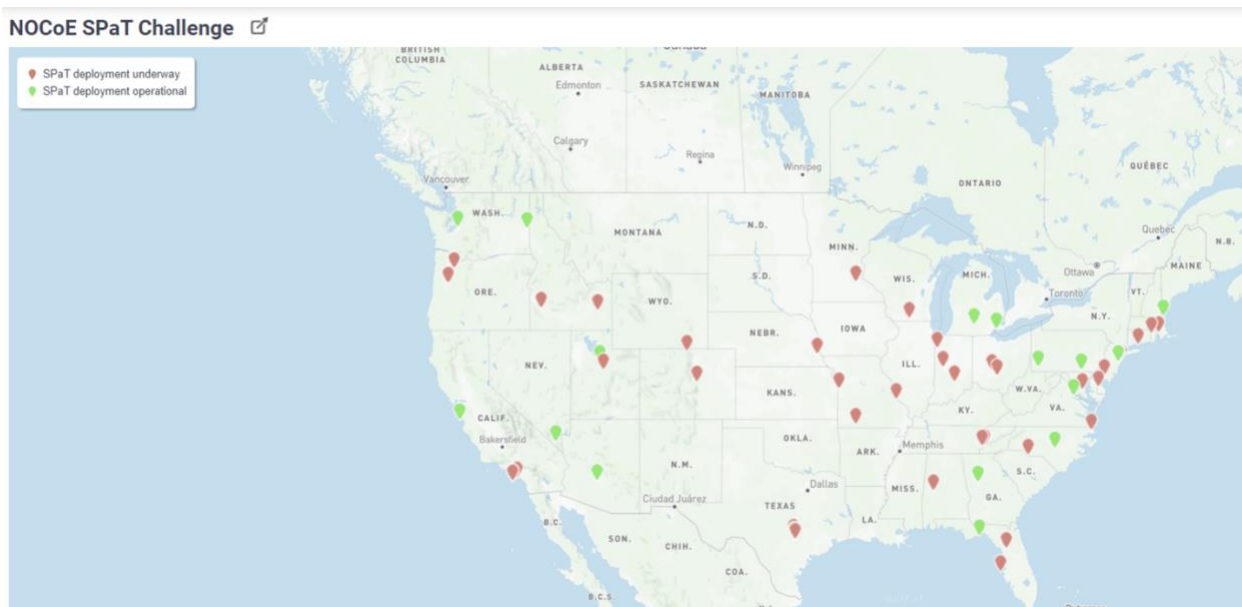 NOCoE SPaT Challenge
SPaT deployment underway
SPaT deployment operational
BRITISH
COLUMBIA
ALBERTA
Edmonton
SASKATCHEWAN
MANITOBA
Calgary
Regina
Winnipeg
ONTARIO
QUÉBEC
Vancouver
WASH.
MONTANA
N.D.
MINN.
Quebec
N.B.
Ottawa
MAINE
ORE.
WYO.
S.D.
WIS.
MICH.
Toronto
VT.
N.Y.
NEV.
NEBR.
IOWA
ILL.
KANS.
W.VA.
VA.
CALIF.
Bakersfield
OKLA.
ARK.
Memphis
KY.
N.M.
Dallas
MISS.
S.C.
GA.
Ciudad Juárez
TEXAS
LA.
B.C.
SON.
CHIH.
COA.
B.C.S.